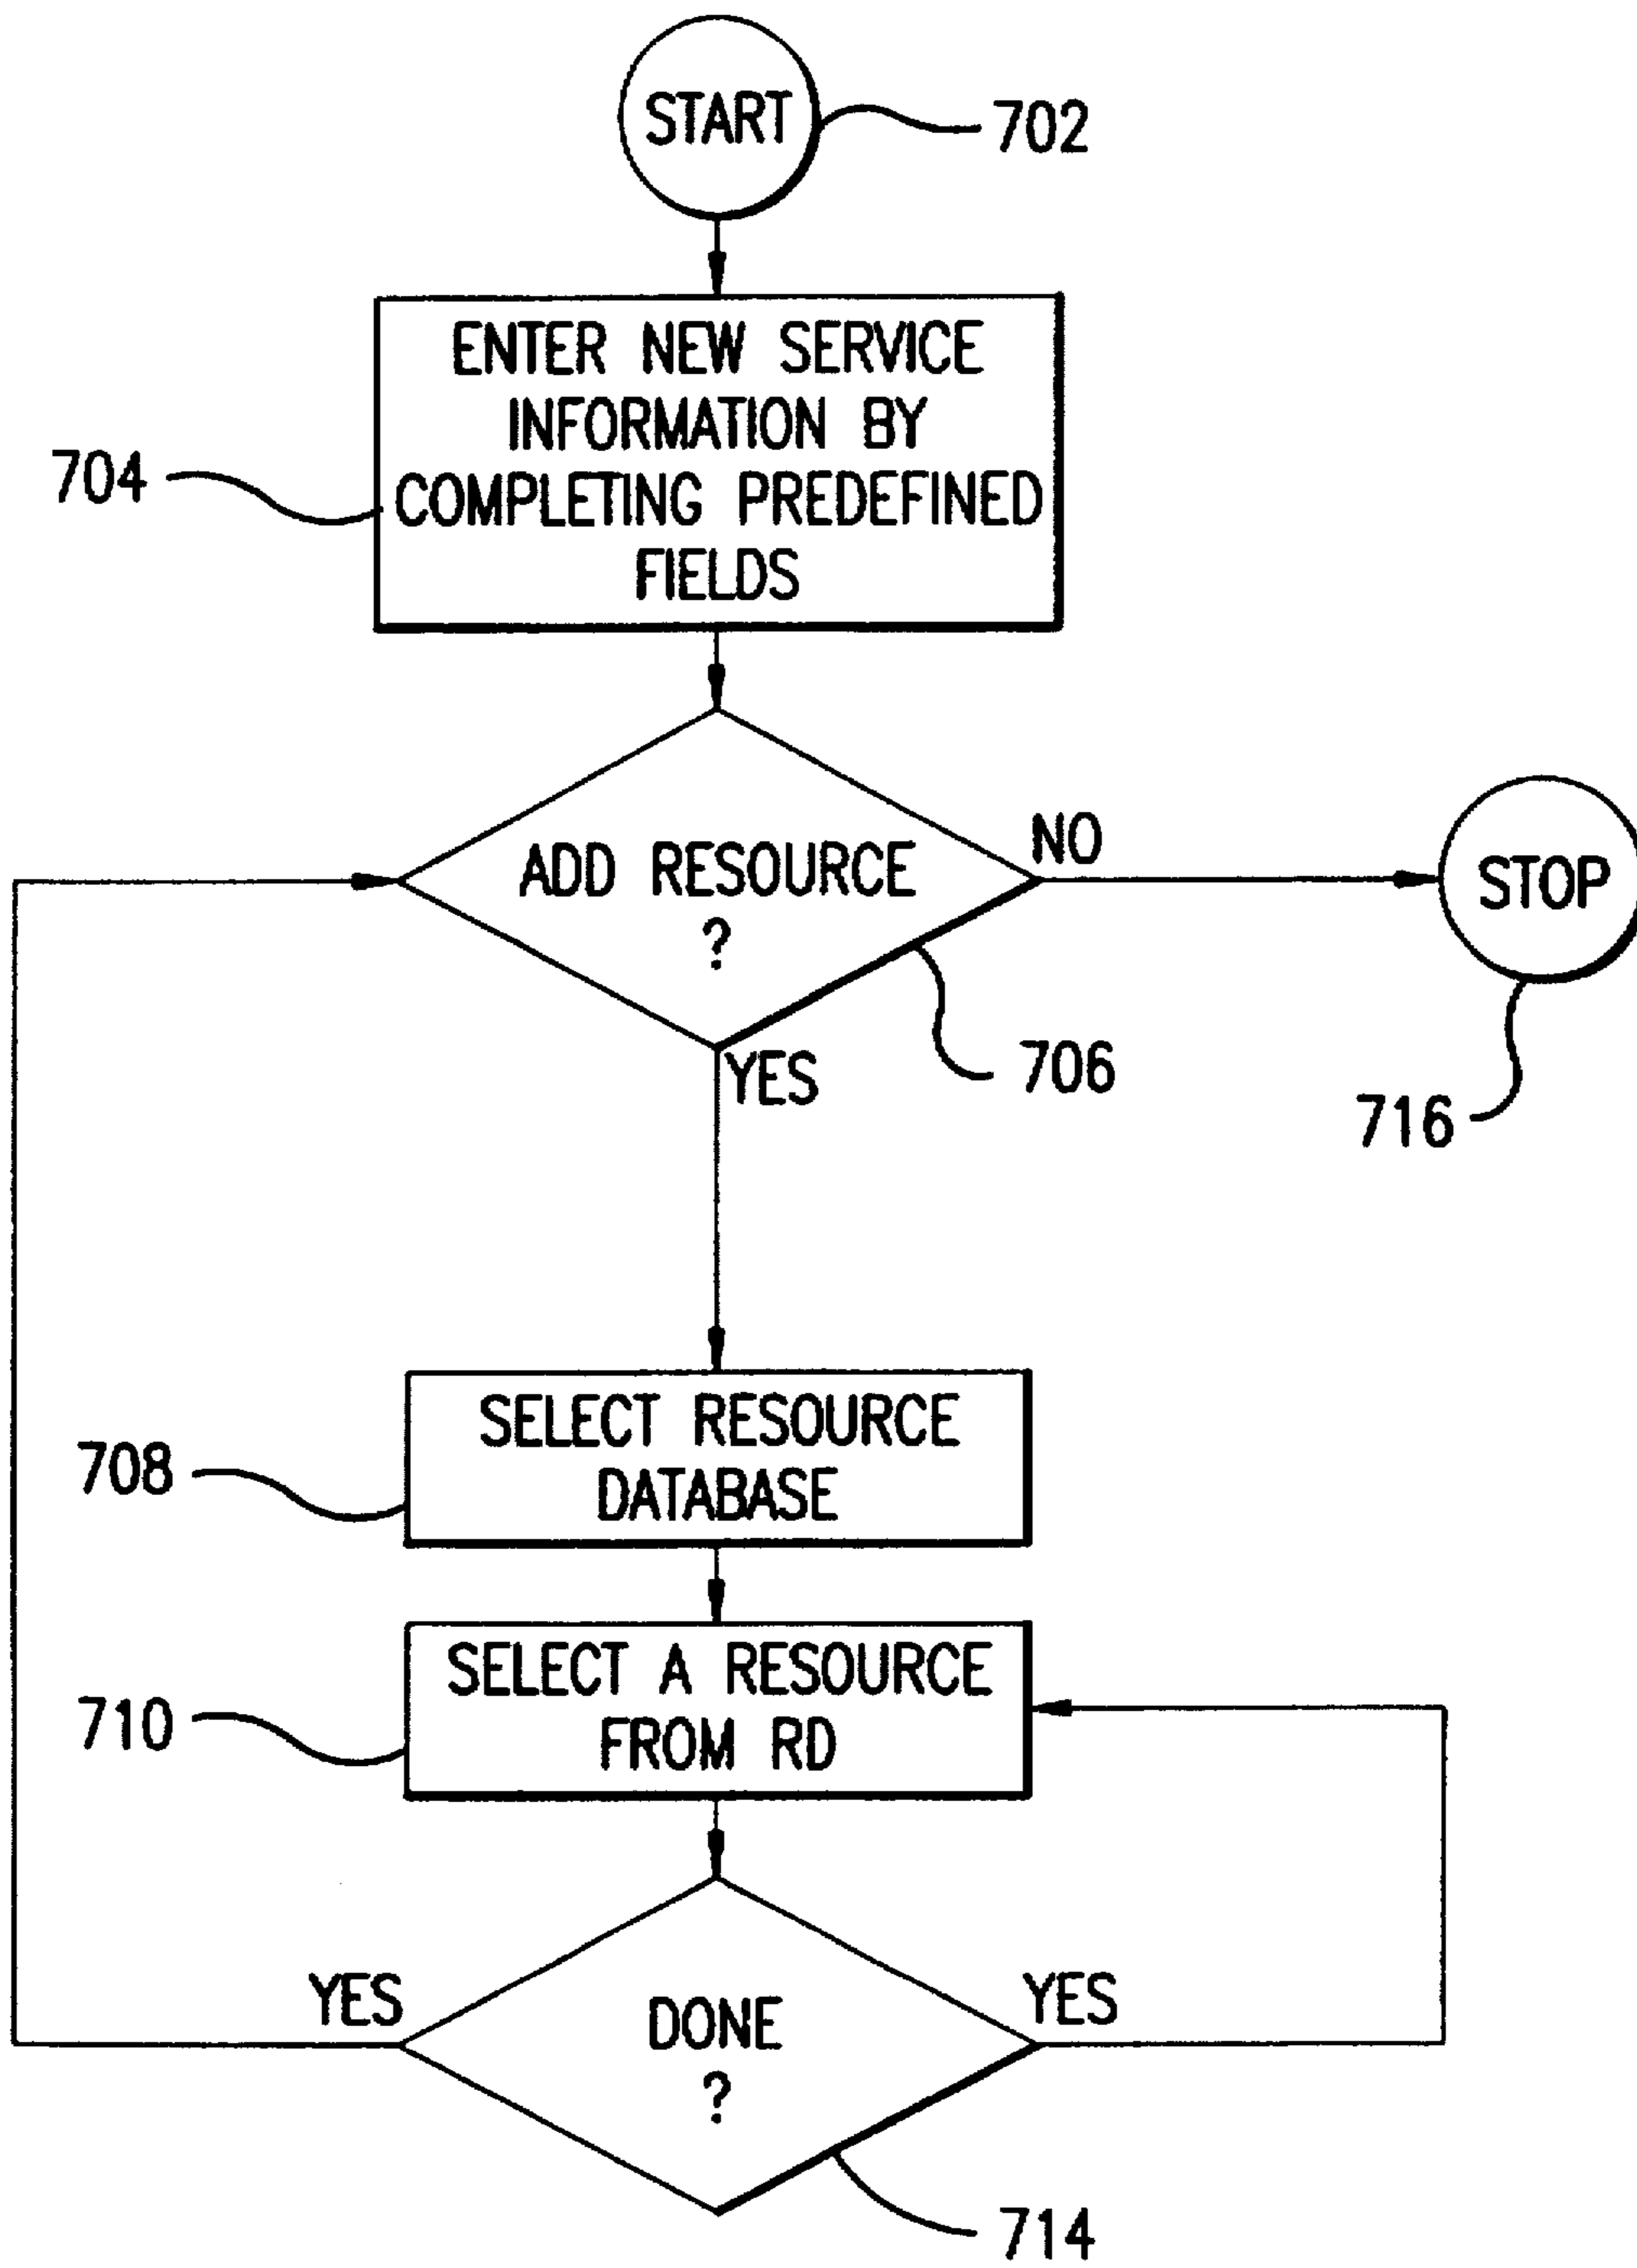 START
702
ENTER NEW SERVICE
INFORMATION BY
COMPLETING PREDEFINED
FIELDS
704
ADD RESOURCE
?
NO
STOP
YES
706
716
SELECT RESOURCE
DATABASE
708
SELECT A RESOURCE
FROM RD
710
YES
DONE
?
YES
714